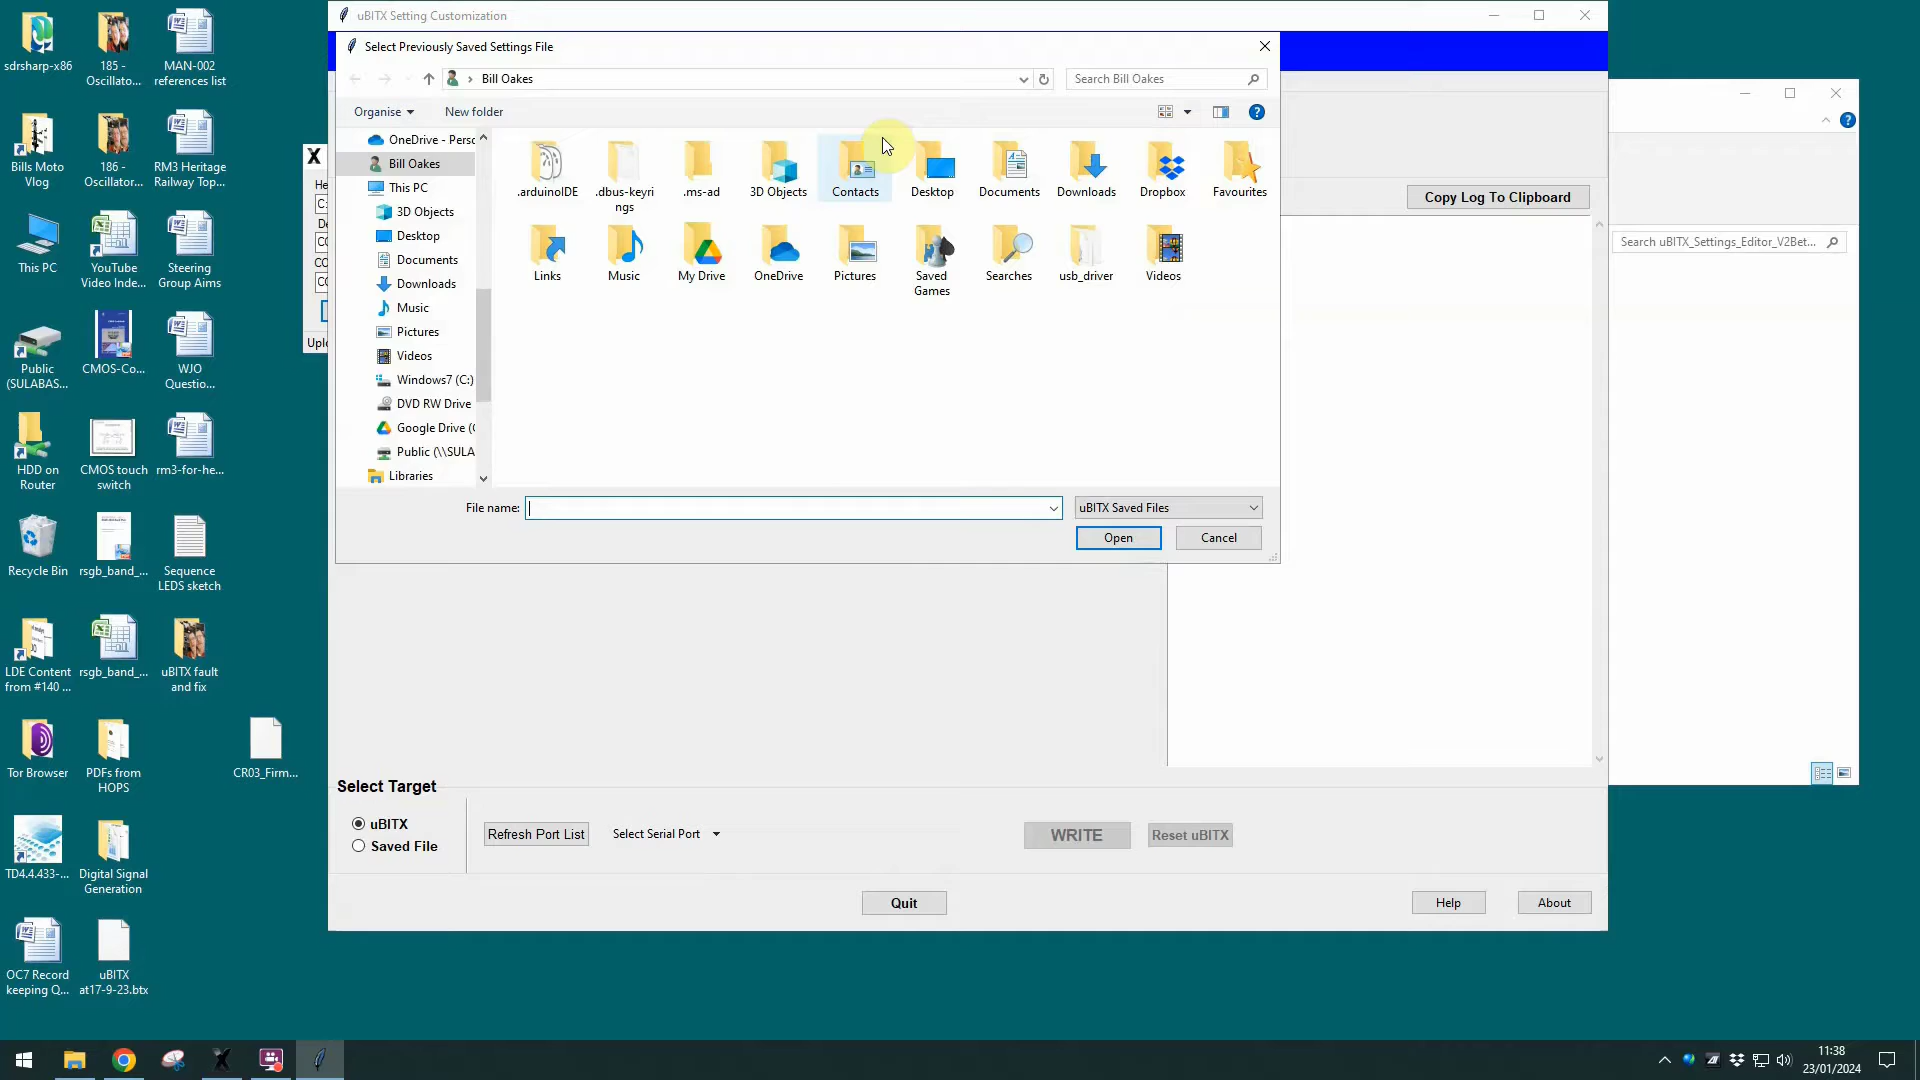 uBITX Setting Customization
Select Previously Saved Settings File
Bill Oakes
Search Bill Oakes
Organise
New folder
OneDrive - Perso
Bill Oakes
This PC
3D Objects
Desktop
Documents
Downloads
Music
Pictures
Videos
Windows7 (C:)
DVD RW Drive
Google Drive (
Public (\\SULA
Libraries
.arduinoIDE
.dbus-keyri
ngs
.ms-ad
3D Objects
Contacts
Desktop
Documents
Downloads
Dropbox
Favourites
Links
Music
My Drive
OneDrive
Pictures
Saved
Games
Searches
usb_driver
Videos
File name:
uBITX Saved Files
Open
Cancel
Copy Log To Clipboard
Search uBITX_Settings_Editor_V2Bet...
He
C:
De
CO
CO
CO
Uplo
Select Target
uBITX
Saved File
Refresh Port List
Select Serial Port
WRITE
Reset uBITX
Quit
Help
About
sdrsharp-x86
185 -
Oscillato...
MAN-002
references list
Bills Moto
Vlog
186 -
Oscillator...
RM3 Heritage
Railway Top...
This PC
YouTube
Video Inde...
Steering
Group Aims
Public
(SULABAS...
CMOS-Co...
WJO
Questio...
HDD on
Router
CMOS touch
switch
rm3-for-he...
Recycle Bin
rsgb_band_...
Sequence
LEDS sketch
LDE Content
from #140 ...
rsgb_band_...
uBITX fault
and fix
Tor Browser
PDFs from
HOPS
CR03_Firm...
TD4.4.433-...
Digital Signal
Generation
OC7 Record
keeping Q...
uBITX
at17-9-23.btx
11:38
23/01/2024